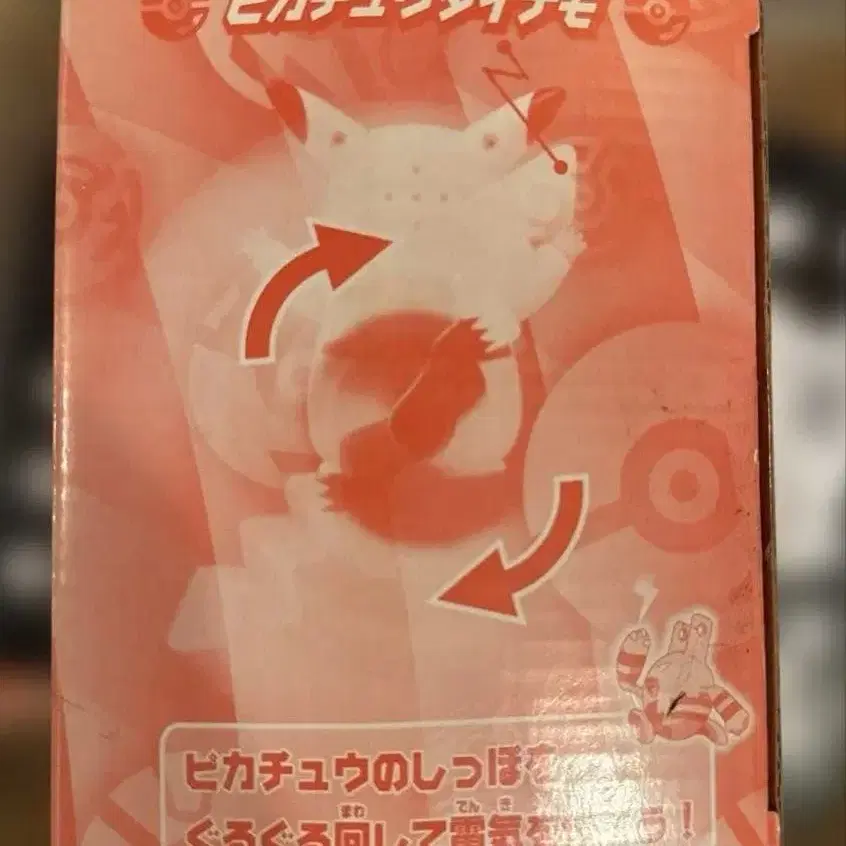 ピカチュウダイナモ
ピカチュウのしっぽを
ぐるぐる回して電気を う!